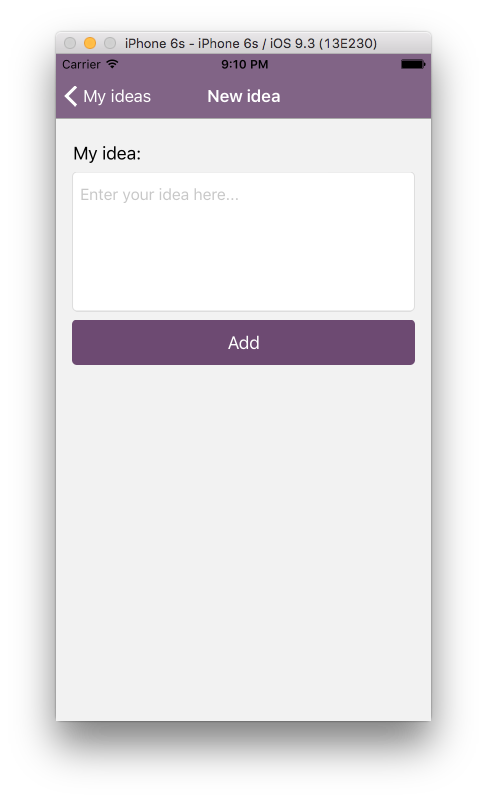 iPhone 6s - iPhone 6s / iOS 9.3 (13E230)
Carrier 9:10 PM
My ideas New idea
My idea:
Enter your idea here...
Add